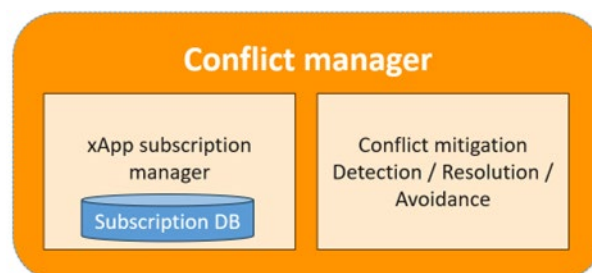 Conflict manager
xApp subscription
manager
Subscription DB
Conflict mitigation
Detection / Resolution /
Avoidance